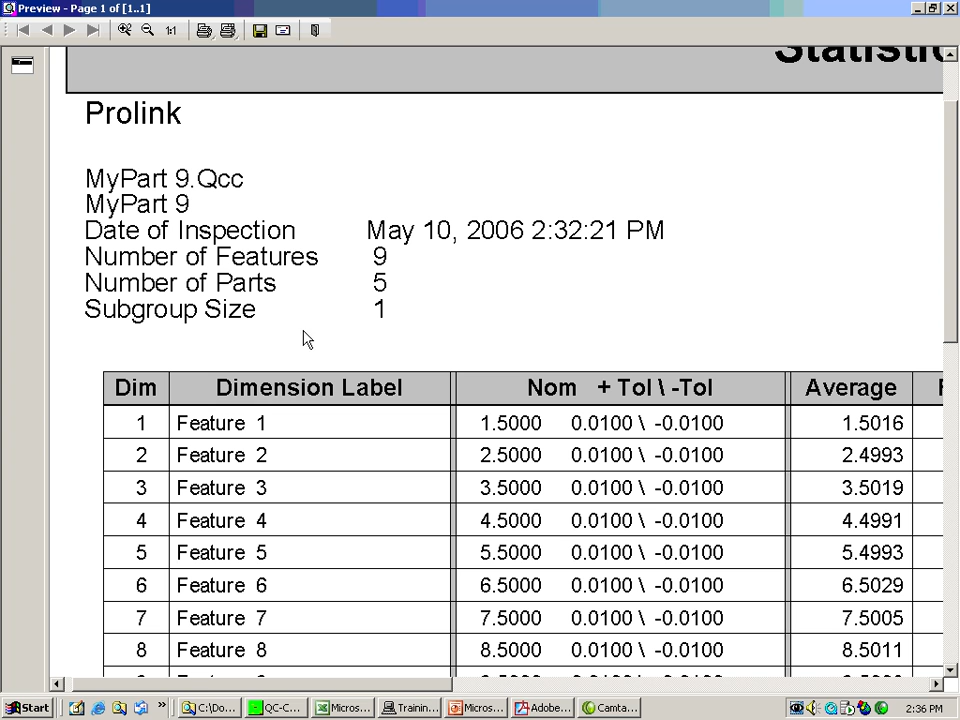 Preview - Page 1 of [1..1]
1:1
Prolink
MyPart 9.Qcc
MyPart 9
Date of Inspection May 10, 2006 2:32:21 PM
Number of Features 9
Number of Parts 5
Subgroup Size 1
Dim Dimension Label Nom + Tol \ -Tol Average
1 Feature 1 1.5000 0.0100 \ -0.0100 1.5016
2 Feature 2 2.5000 0.0100 \ -0.0100 2.4993
3 Feature 3 3.5000 0.0100 \ -0.0100 3.5019
4 Feature 4 4.5000 0.0100 \ -0.0100 4.4991
5 Feature 5 5.5000 0.0100 \ -0.0100 5.4993
6 Feature 6 6.5000 0.0100 \ -0.0100 6.5029
7 Feature 7 7.5000 0.0100 \ -0.0100 7.5005
8 Feature 8 8.5000 0.0100 \ -0.0100 8.5011
Start » C:\Do... QC-C... Micros... Trainin... Micros... Adobe... Camta... 2:36 PM